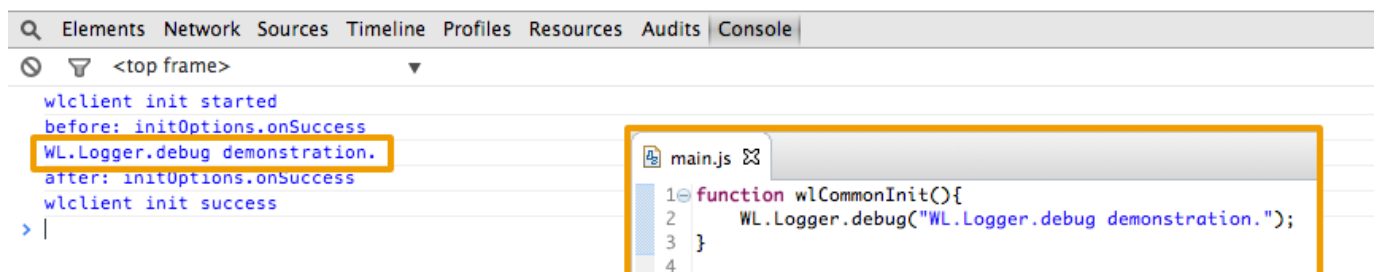 Elements Network Sources Timeline Profiles Resources Audits Console
<top frame>
wlclient init started
before: initOptions.onSuccess
WL.Logger.debug demonstration.
after: initOptions.onSuccess
wlclient init success
>
main.js
1 function wlCommonInit(){
2 WL.Logger.debug("WL.Logger.debug demonstration.");
3 }
4